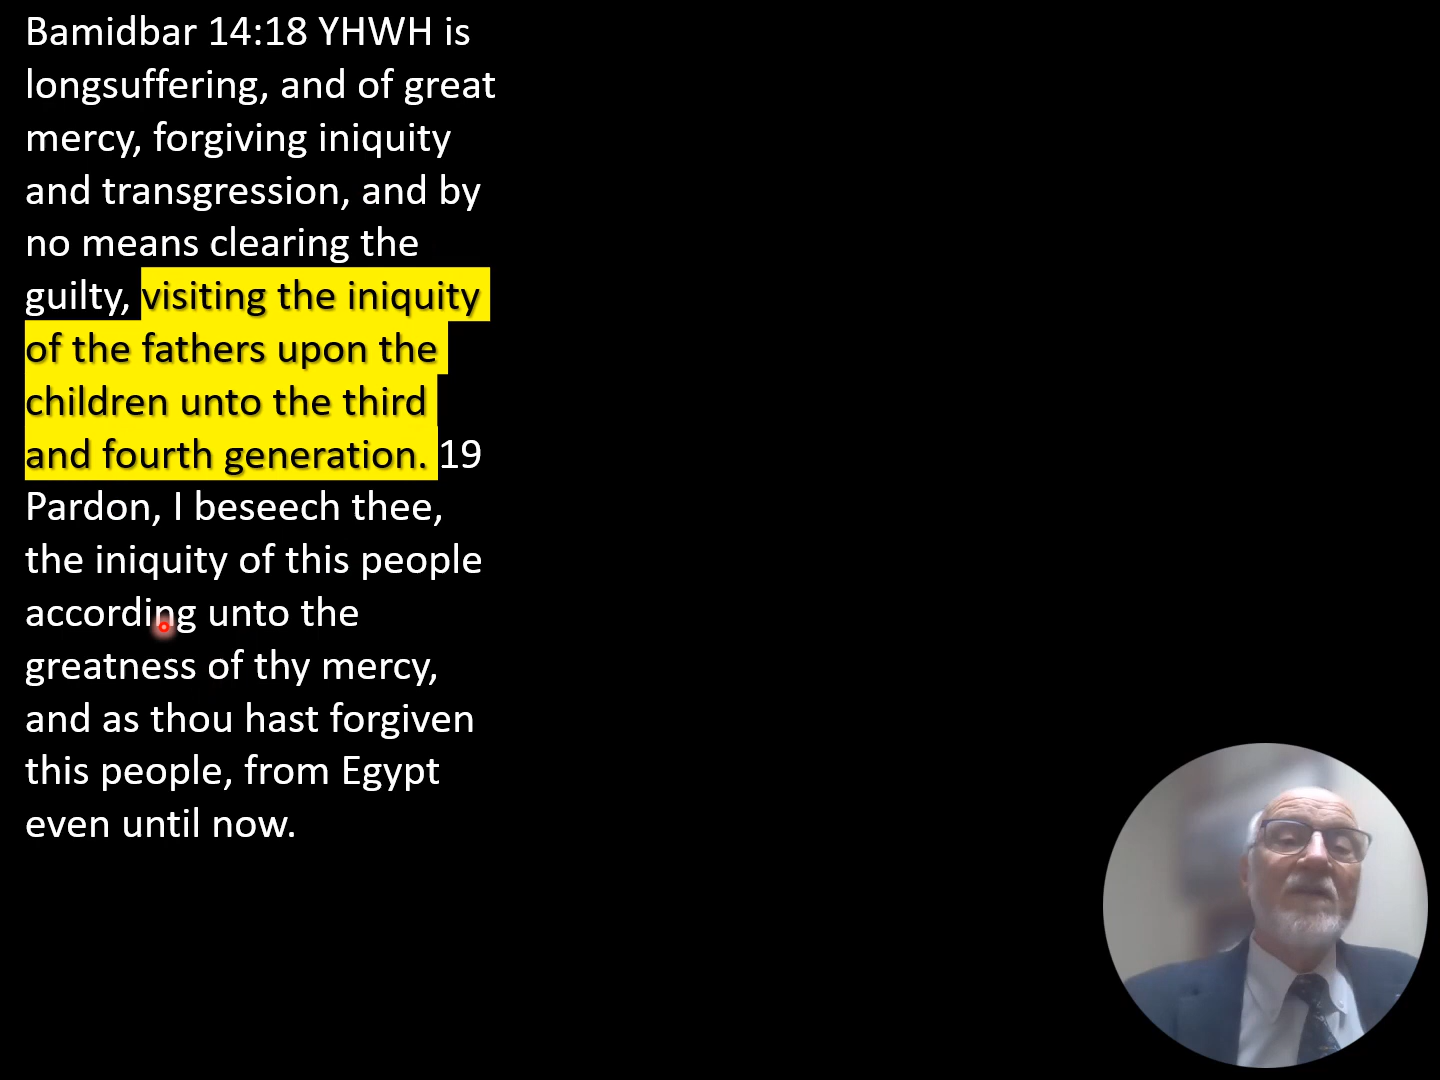 Bamidbar 14:18 YHWH is
longsuffering, and of great
mercy, forgiving iniquity
and transgression, and by
no means clearing the
guilty, visiting the iniquity
of the fathers upon the
children unto the third
and fourth generation. 19
Pardon, I beseech thee,
the iniquity of this people
according unto the
greatness of thy mercy,
and as thou hast forgiven
this people, from Egypt
even until now.